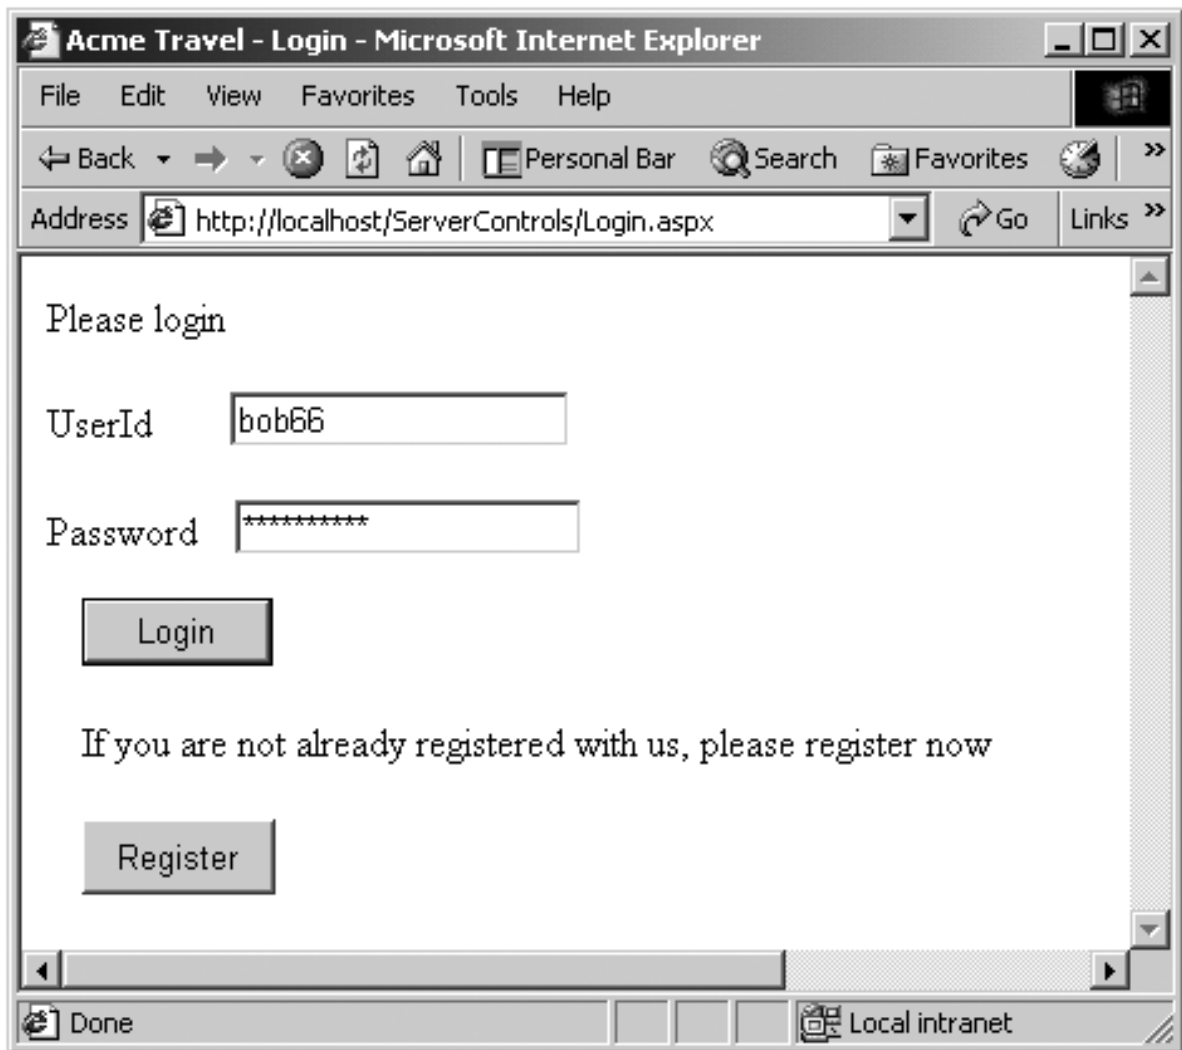 Acme Travel - Login - Microsoft Internet Explorer
File Edit View Favorites Tools Help
Back Personal Bar Search Favorites »
Address http://localhost/ServerControls/Login.aspx Go Links »
Please login
UserId bob66
Password **********
Login
If you are not already registered with us, please register now
Register
Done Local intranet